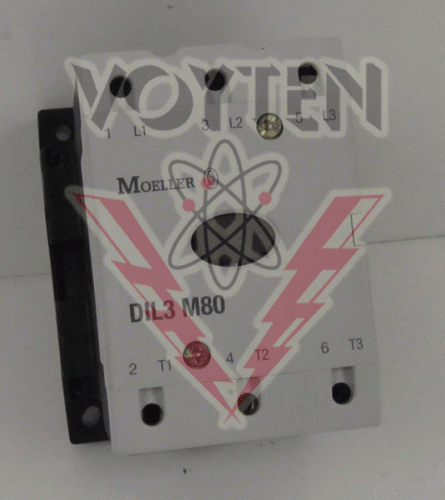 VOYTEN
1 L1 3 L2 5 L3
MOELLER
DIL3 M80
2 T1 4 T2 6 T3